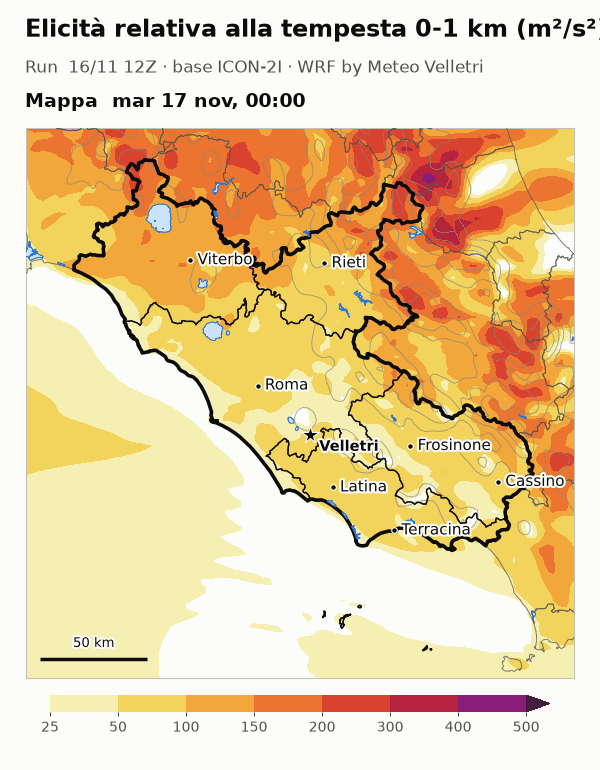 Elicità relativa alla tempesta 0-1 km (m²/s²)
Run  16/11 12Z · base ICON-2I · WRF by Meteo Velletri
Mappa  mar 17 nov, 00:00
Viterbo
Rieti
Roma
Velletri
Frosinone
Cassino
Latina
Terracina
50 km
25 50 100 150 200 300 400 500